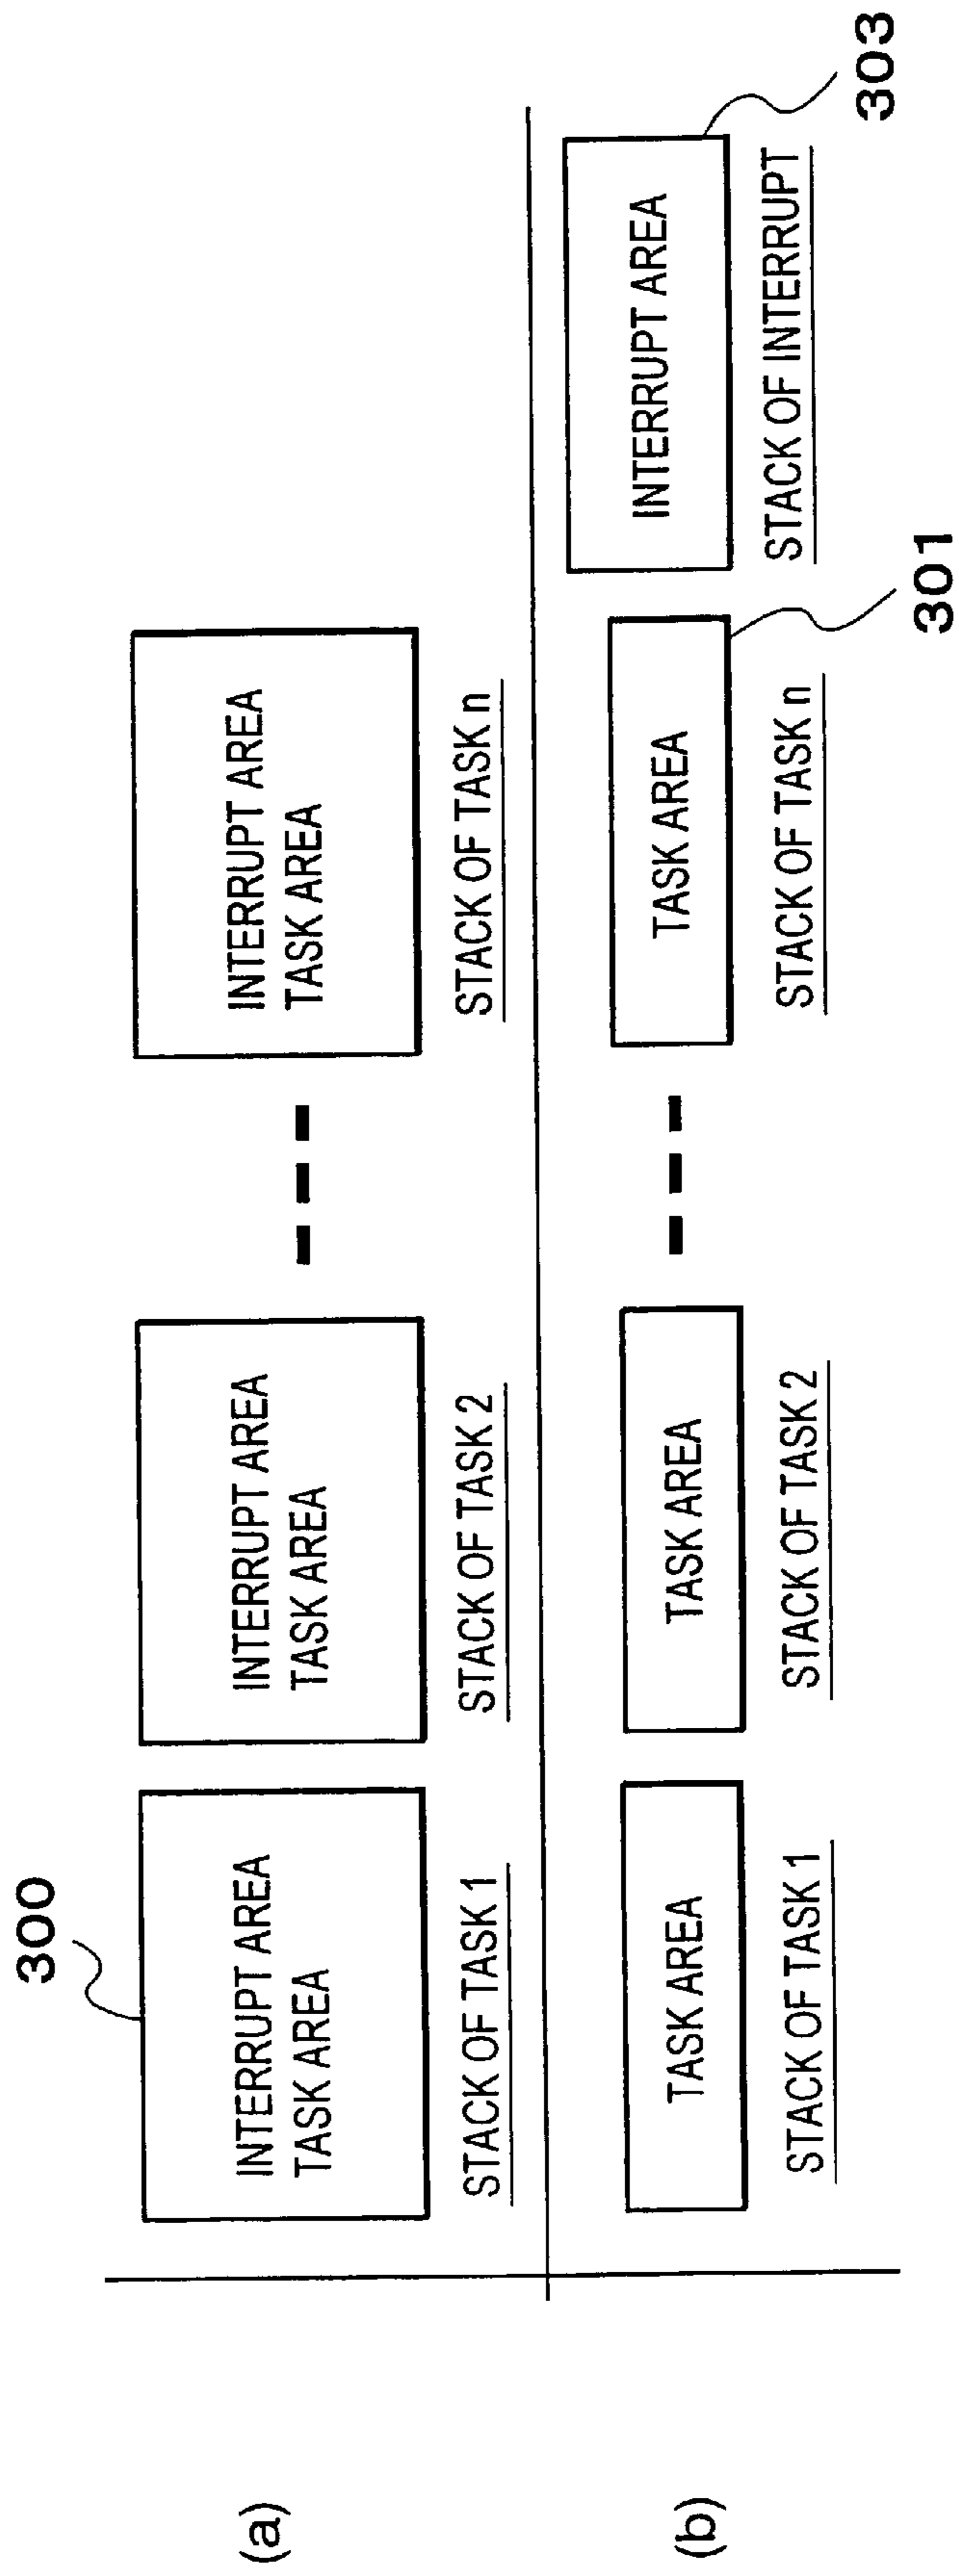 300
INTERRUPT AREA
TASK AREA
STACK OF TASK 1
INTERRUPT AREA
TASK AREA
STACK OF TASK 2
INTERRUPT AREA
TASK AREA
STACK OF TASK n
(a)
TASK AREA
STACK OF TASK 1
TASK AREA
STACK OF TASK 2
TASK AREA
STACK OF TASK n
301
INTERRUPT AREA
STACK OF INTERRUPT
303
(b)